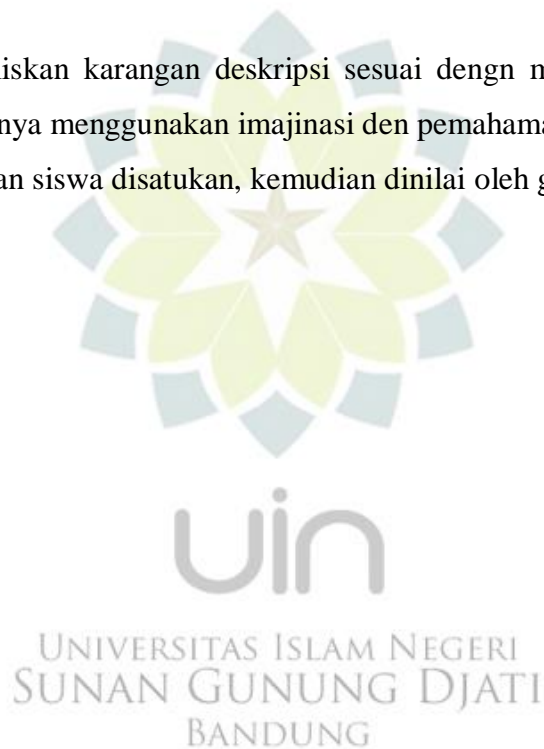 iskan karangan deskripsi sesuai dengn m
nya menggunakan imajinasi den pemahama
an siswa disatukan, kemudian dinilai oleh g
uin
UNIVERSITAS ISLAM NEGERI
SUNAN GUNUNG DJATI
BANDUNG